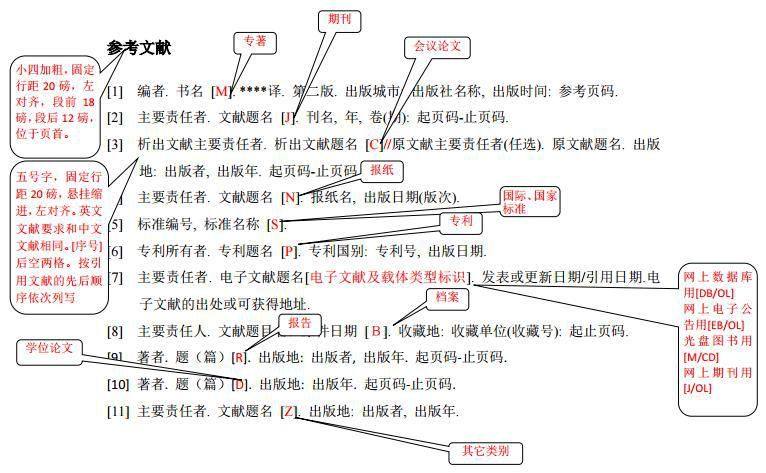 期刊
专著
会议论文
参考文献
小四加粗，固定
行距 20 磅，左
对齐，段前 18
磅，段后 12 磅，
位于页首。
[1] 编者. 书名 [M]. ****译. 第二版. 出版城市 出版社名称, 出版时间: 参考页码.
[2] 主要责任者. 文献题名 [J]. 刊名, 年, 卷(期): 起页码-止页码.
[3] 析出文献主要责任者. 析出文献题名 [C]//原文献主要责任者(任选). 原文献题名. 出版
地: 出版者, 出版年. 起页码-止页码
报纸
五号字，固定行
距 20 磅，悬挂缩
进，左对齐。英文
文献要求和中文
文献相同。[序号]
后空两格。按引
用文献的先后顺
序依次列写
] 主要责任者. 文献题名 [N]. 报纸名, 出版日期(版次).
国际、国家
标准
[5] 标准编号, 标准名称 [S].
专利
[6] 专利所有者. 专利题名 [P]. 专利国别: 专利号, 出版日期.
[7] 主要责任者. 电子文献题名[电子文献及载体类型标识]. 发表或更新日期/引用日期.电
子文献的出处或可获得地址.
网上数据库
用[DB/OL]
网上电子公
告用[EB/OL]
光盘图书用
[M/CD]
网上期刊用
[J/OL]
档案
报告
[8] 主要责任人. 文献题 件日期 [B]. 收藏地: 收藏单位(收藏号): 起止页码.
学位论文
[9] 著者. 题（篇）[R]. 出版地: 出版者, 出版年. 起页码-止页码.
[10] 著者. 题（篇）[D]. 出版地: 出版年. 起页码-止页码.
[11] 主要责任者. 文献题名 [Z]. 出版地: 出版者, 出版年.
其它类别